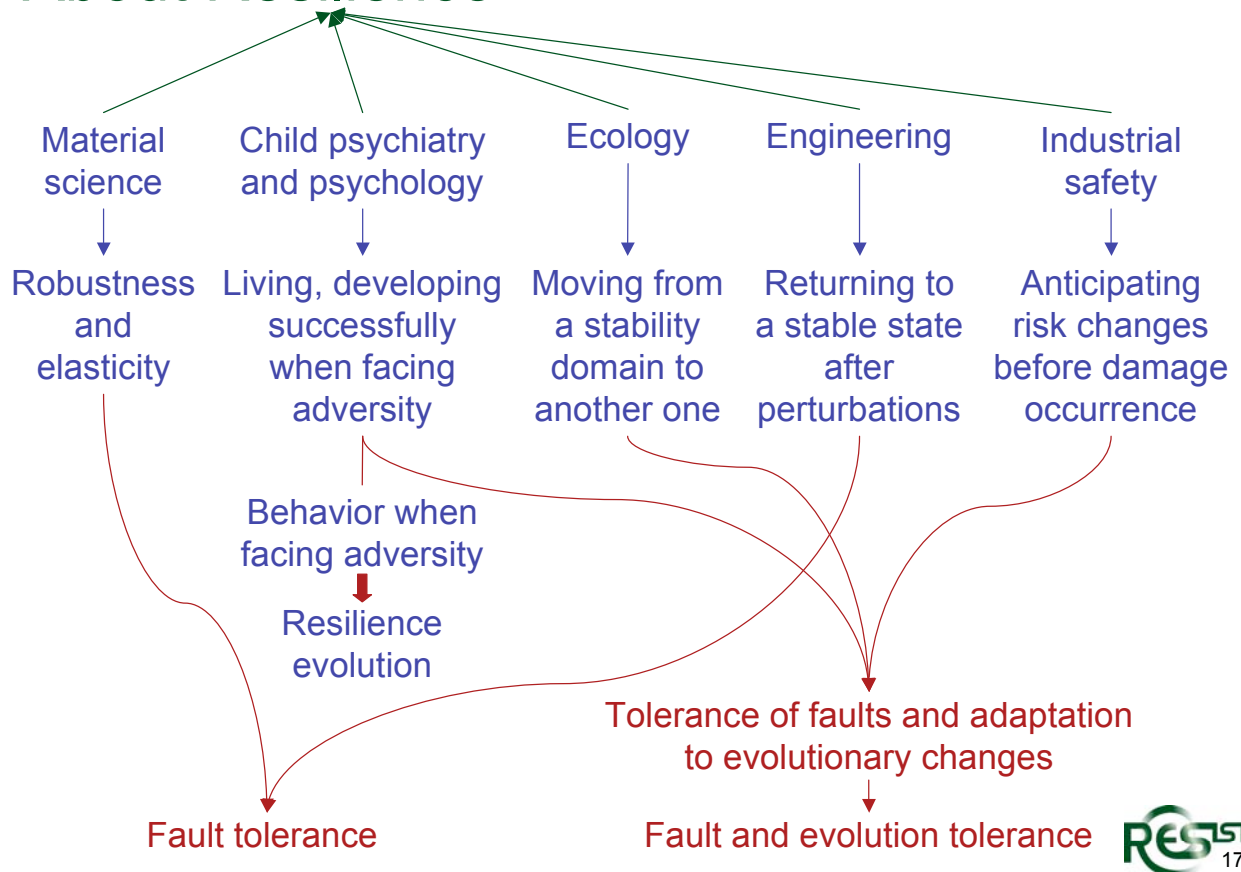 About Resilience
Material
science
Child psychiatry
and psychology
Ecology
Engineering
Industrial
safety
Robustness
and
elasticity
Living, developing
successfully
when facing
adversity
Moving from
a stability
domain to
another one
Returning to
a stable state
after
perturbations
Anticipating
risk changes
before damage
occurrence
Behavior when
facing adversity
Resilience
evolution
Tolerance of faults and adaptation
to evolutionary changes
Fault tolerance
Fault and evolution tolerance
RESIST
17